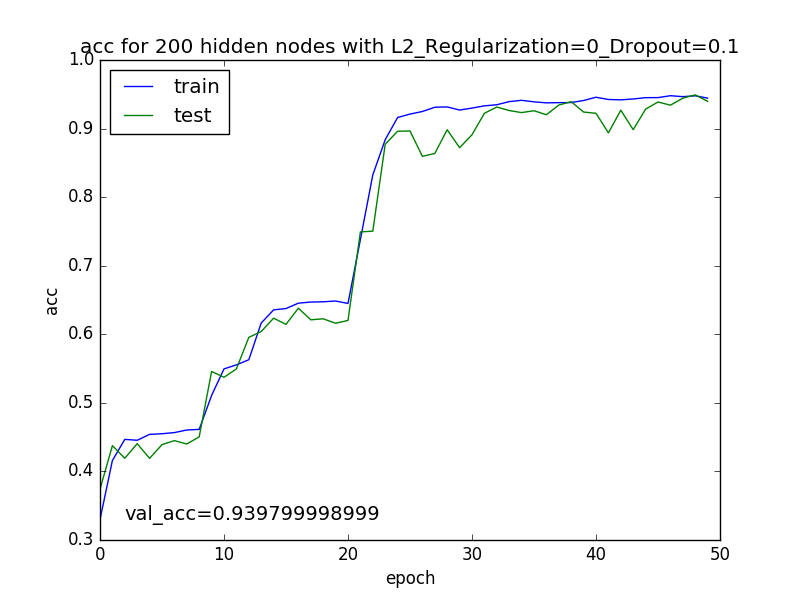 acc for 200 hidden nodes with L2_Regularization=0_Dropout=0.1
1.0
train
test
0.9
0.8
0.7
acc
0.6
0.5
0.4
val_acc=0.939799998999
0.3
0 10 20 30 40 50
epoch